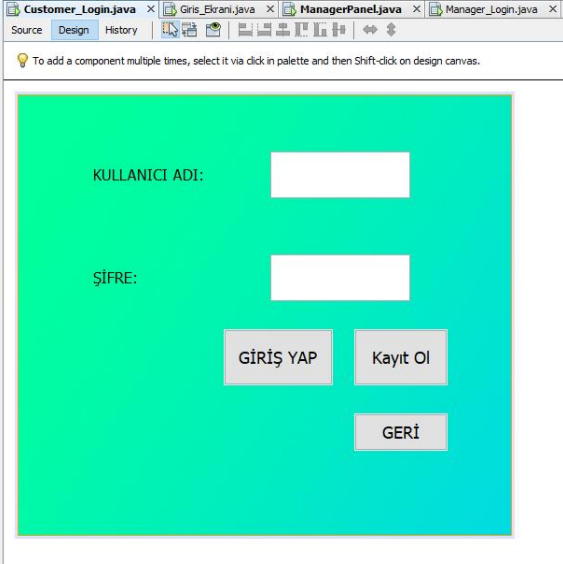 Customer_Login.java × Giris_Ekrani.java × ManagerPanel.java × Manager_Login.java ×
Source Design History
To add a component multiple times, select it via click in palette and then Shift-click on design canvas.
KULLANICI ADI:
ŞİFRE:
GİRİŞ YAP Kayıt Ol
GERİ